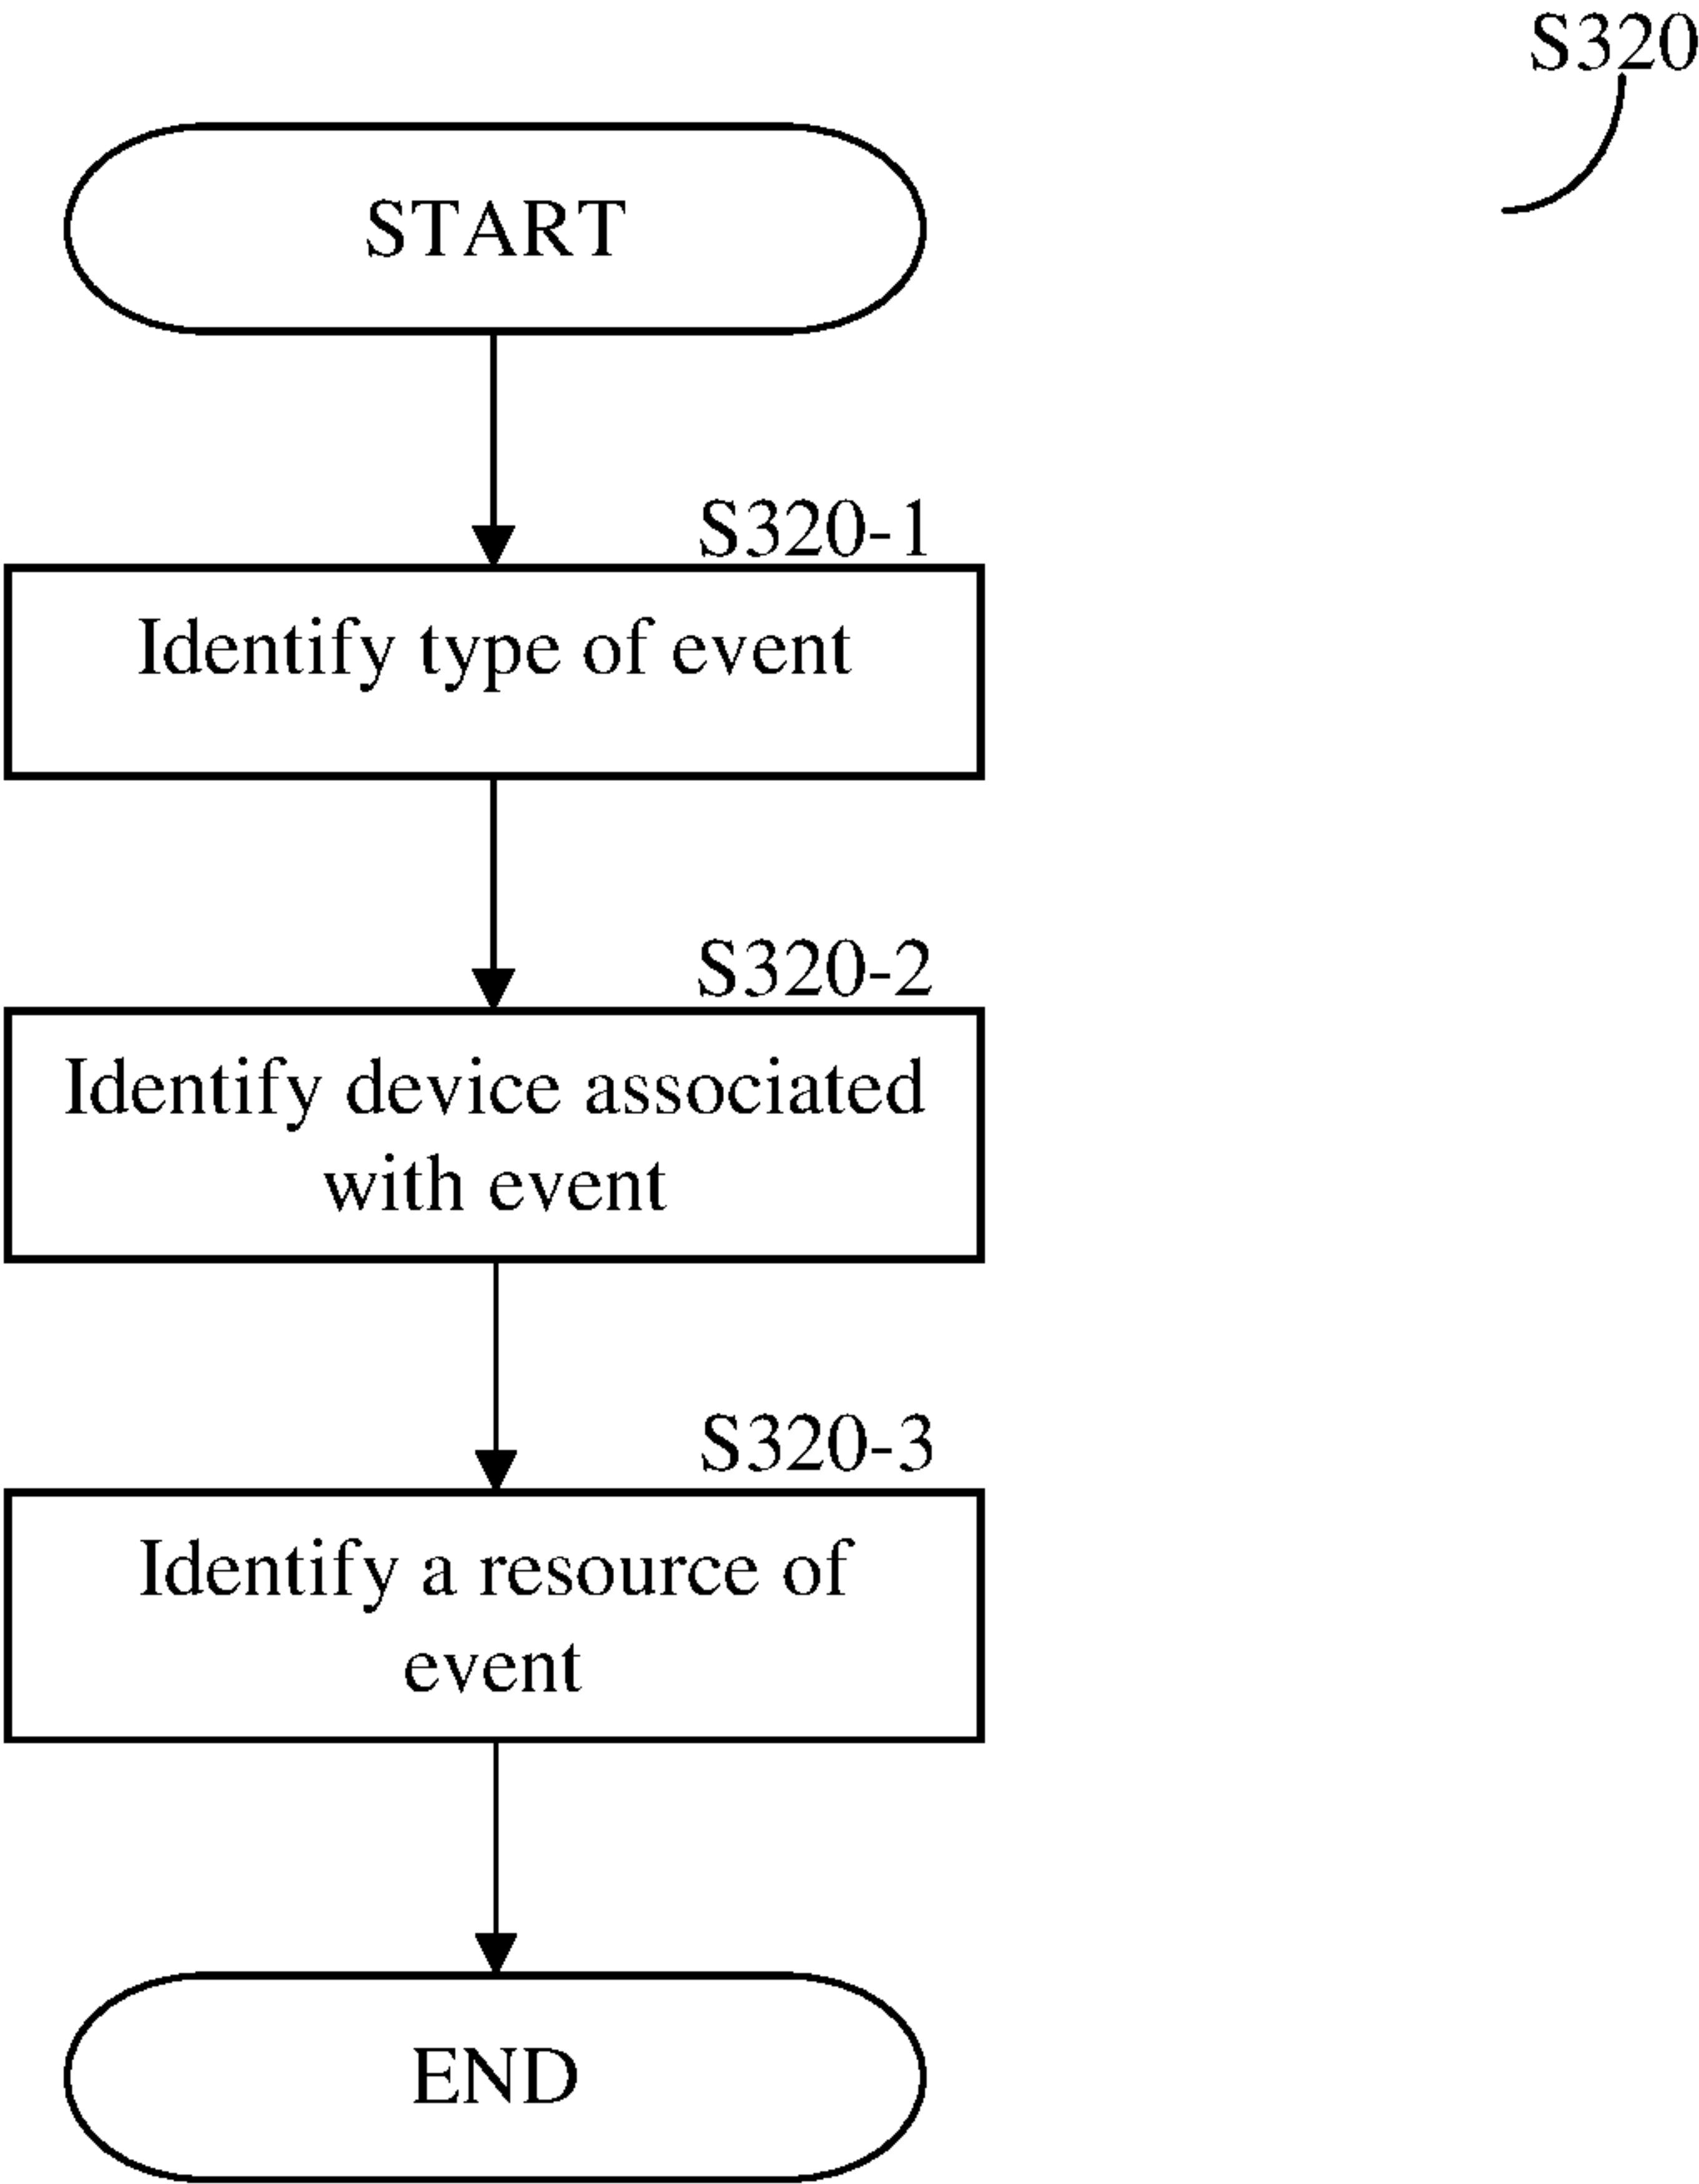 S320
START
S320-1
Identify type of event
S320-2
Identify device associated
with event
S320-3
Identify a resource of
event
END